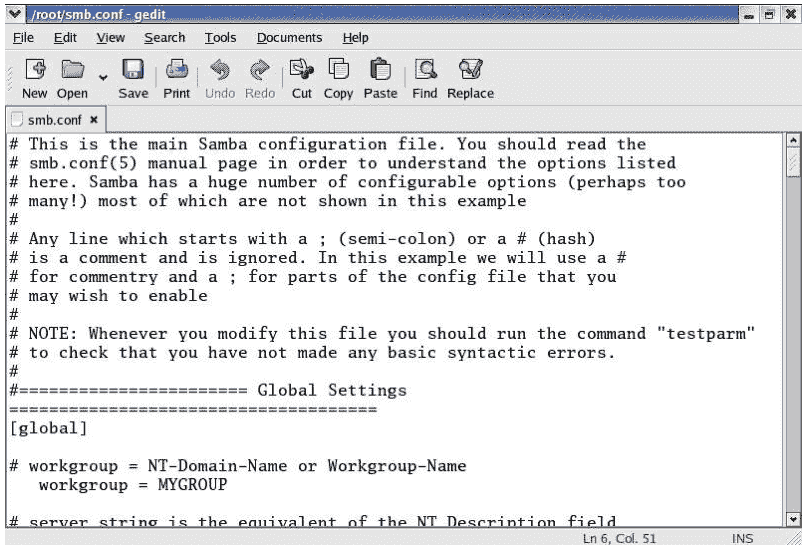 /root/smb.conf - gedit
File Edit View Search Tools Documents Help
New Open Save Print Undo Redo Cut Copy Paste Find Replace
smb.conf
# This is the main Samba configuration file. You should read the
# smb.conf(5) manual page in order to understand the options listed
# here. Samba has a huge number of configurable options (perhaps too
# many!) most of which are not shown in this example
#
# Any line which starts with a ; (semi-colon) or a # (hash)
# is a comment and is ignored. In this example we will use a #
# for commentry and a ; for parts of the config file that you
# may wish to enable
#
# NOTE: Whenever you modify this file you should run the command "testparm"
# to check that you have not made any basic syntactic errors.
#
#======================= Global Settings
=====================================
[global]
# workgroup = NT-Domain-Name or Workgroup-Name
workgroup = MYGROUP
# server string is the equivalent of the NT Description field
Ln 6, Col. 51 INS